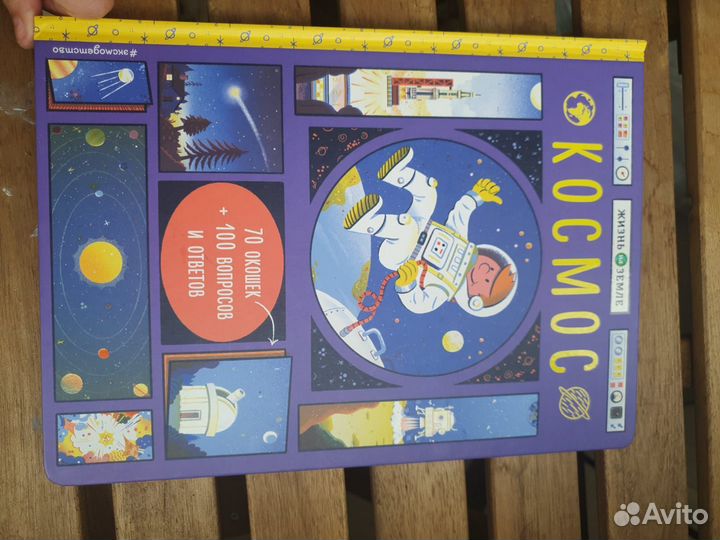 ЖИЗНЬ на ЗЕМЛЕ
КОСМОС
70 ОКОШЕК
+ 100 ВОПРОСОВ
И ОТВЕТОВ
#эксмодетство
Avito